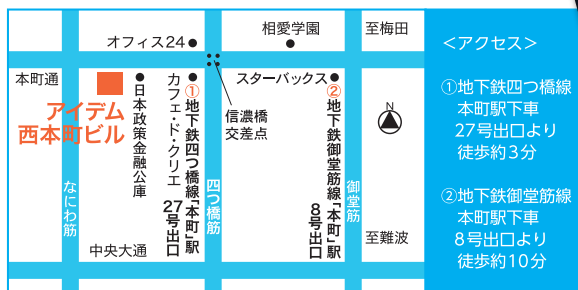 オフィス24●
相愛学園
●
至梅田
本町通
アイデム
西本町ビル
●日本政策金融公庫
カフェ・ド・クリエ
●①地下鉄四つ橋線「本町」駅
27号出口
信濃橋
交差点
スターバックス●
②地下鉄御堂筋線「本町」駅
8号出口
N
なにわ筋
四つ橋筋
御堂筋
中央大通
至難波
＜アクセス＞
①地下鉄四つ橋線
本町駅下車
27号出口より
徒歩約3分
②地下鉄御堂筋線
本町駅下車
8号出口より
徒歩約10分